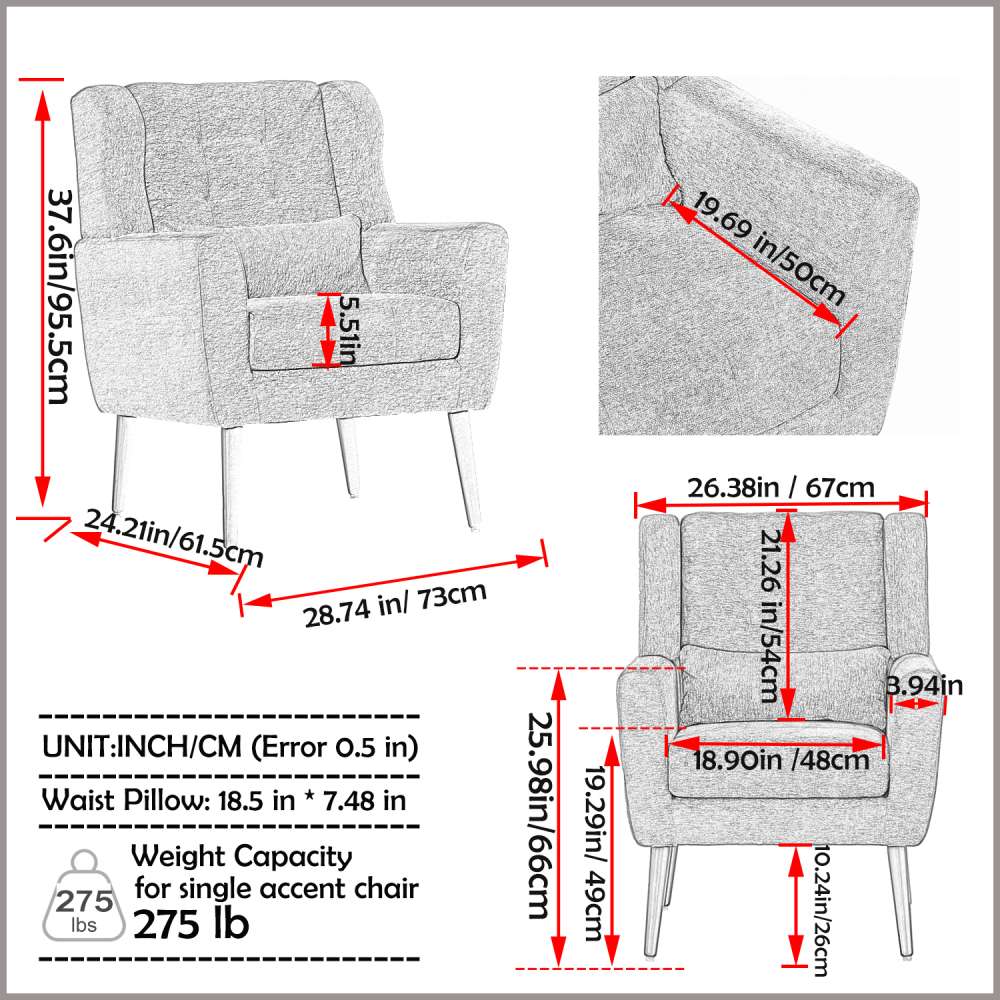 37.6in/95.5cm
5.51in
24.21in/61.5cm
28.74 in/ 73cm
19.69 in/50cm
26.38in / 67cm
21.26 in/54cm
3.94in
18.90in /48cm
25.98in/66cm
19.29in/ 49cm
10.24in/26cm
UNIT:INCH/CM (Error 0.5 in)
Waist Pillow: 18.5 in * 7.48 in
275
lbs
Weight Capacity
for single accent chair
275 lb